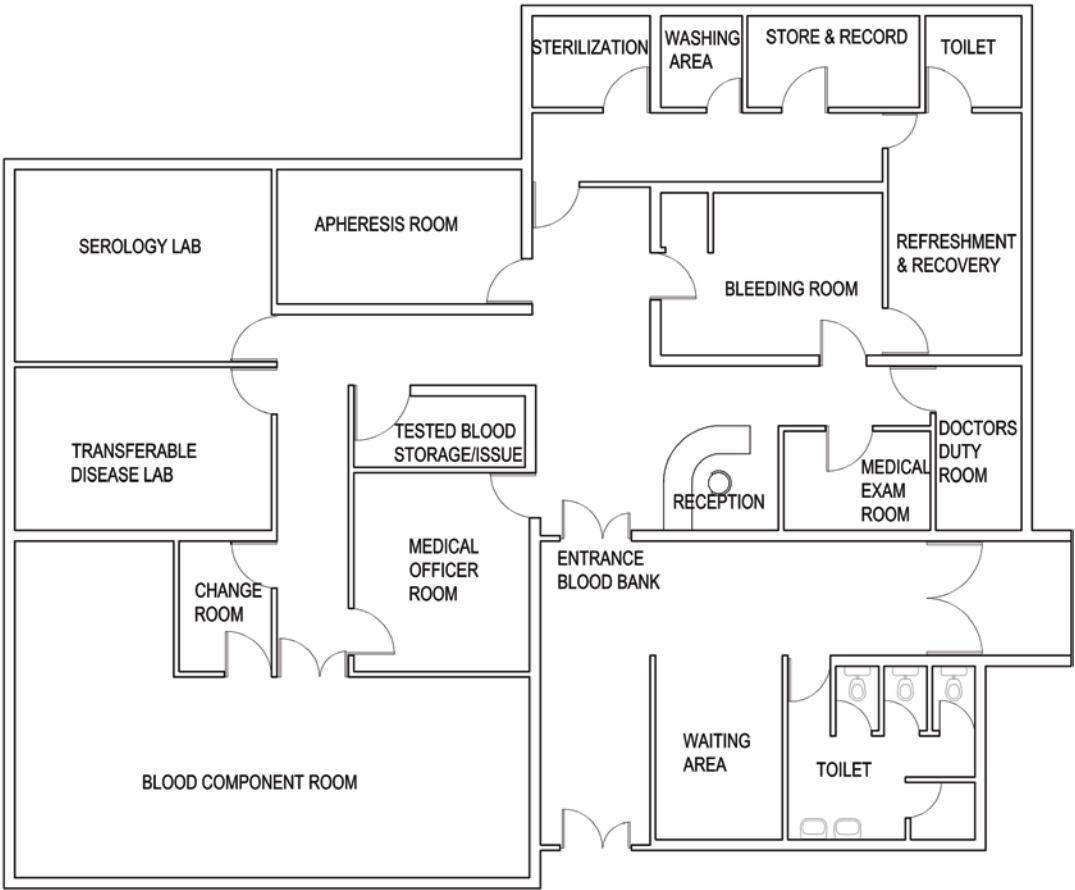 STERILIZATION
WASHING
AREA
STORE & RECORD
TOILET
SEROLOGY LAB
APHERESIS ROOM
REFRESHMENT
& RECOVERY
BLEEDING ROOM
TRANSFERABLE
DISEASE LAB
TESTED BLOOD
STORAGE/ISSUE
RECEPTION
MEDICAL
EXAM
ROOM
DOCTORS
DUTY
ROOM
CHANGE
ROOM
MEDICAL
OFFICER
ROOM
ENTRANCE
BLOOD BANK
BLOOD COMPONENT ROOM
WAITING
AREA
TOILET